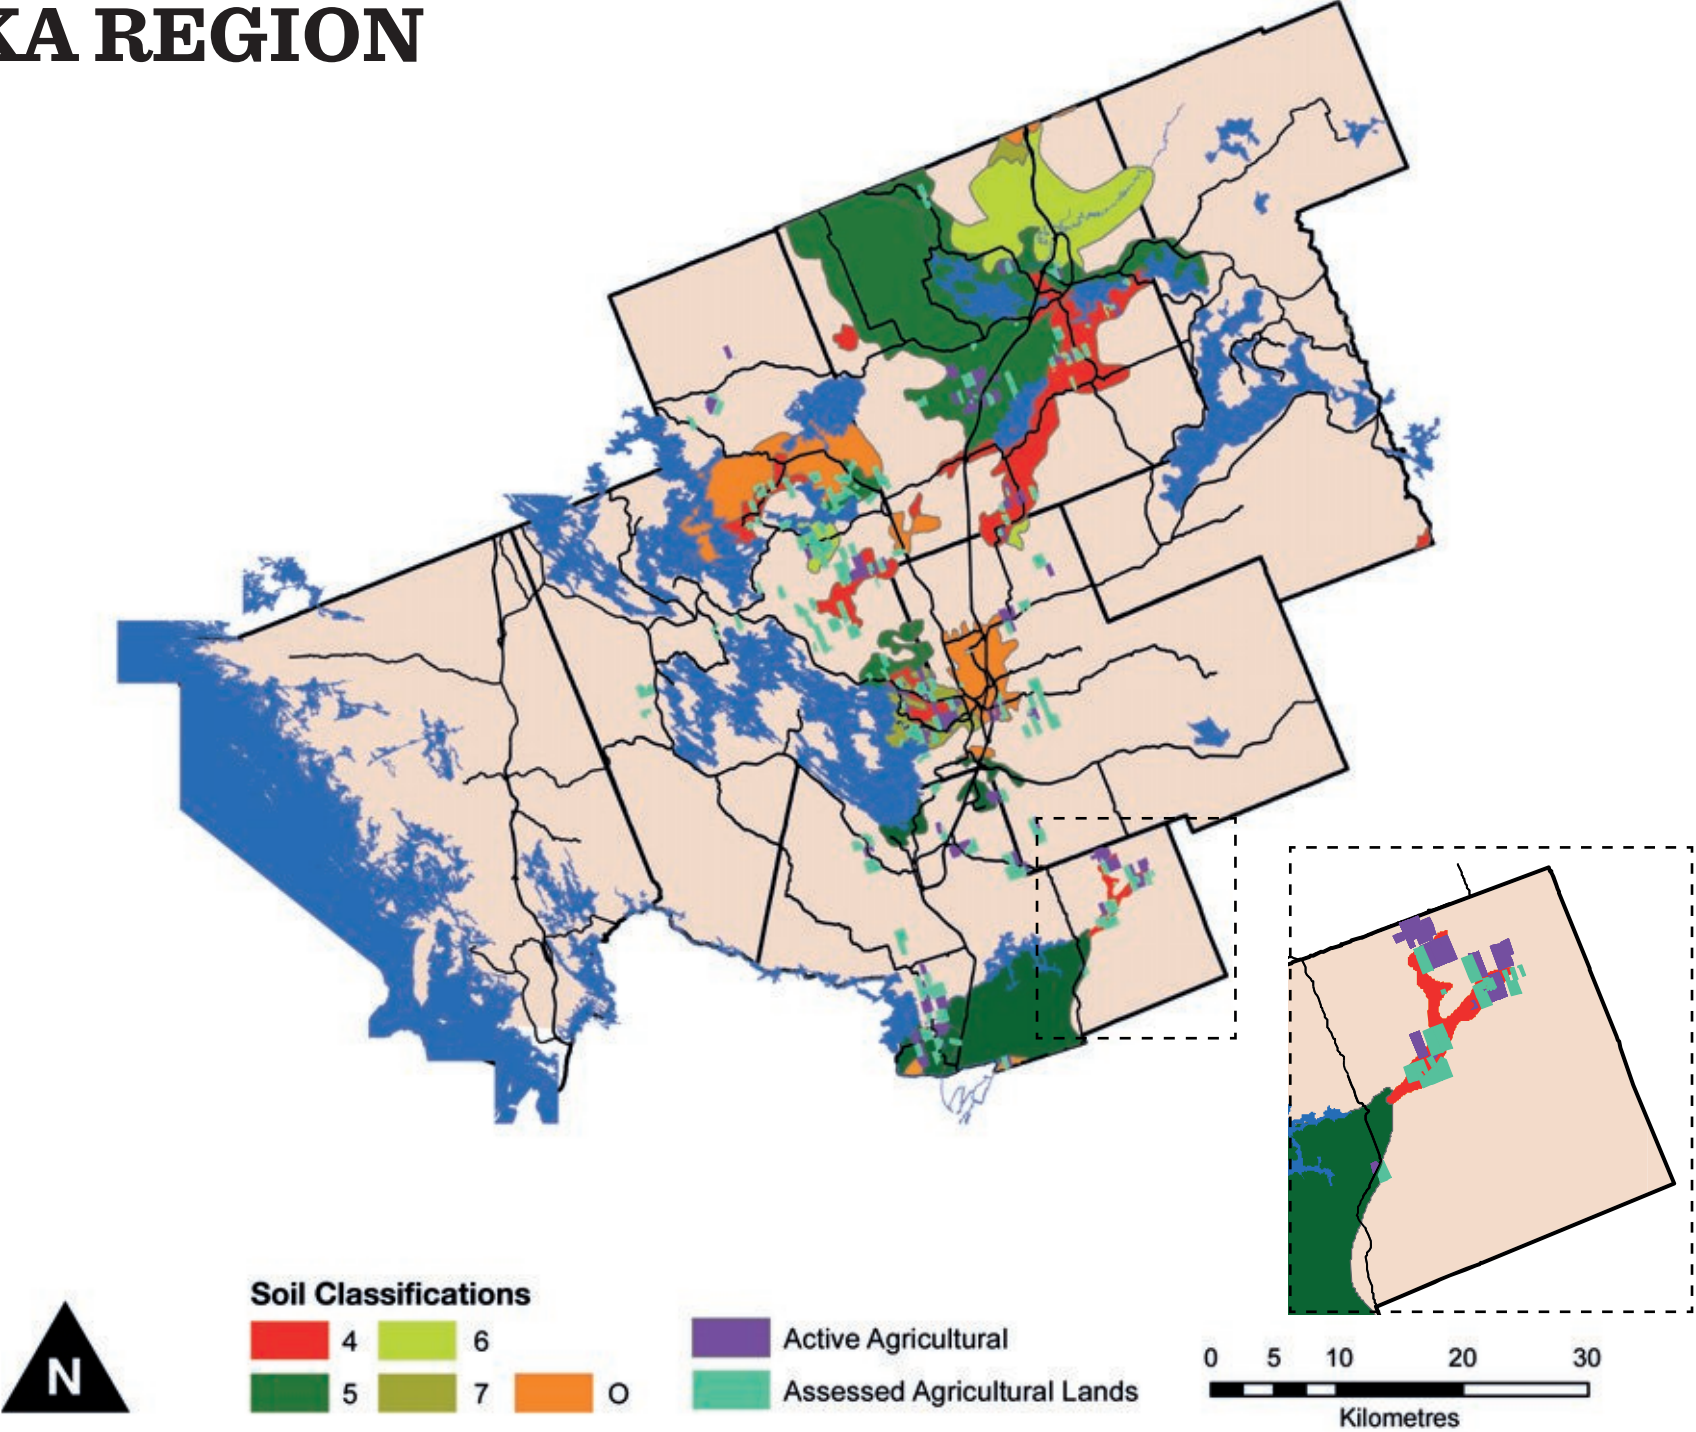 KA REGION
Soil Classifications
4 6
5 7 O
Active Agricultural
Assessed Agricultural Lands
N
0 5 10 20 30
Kilometres